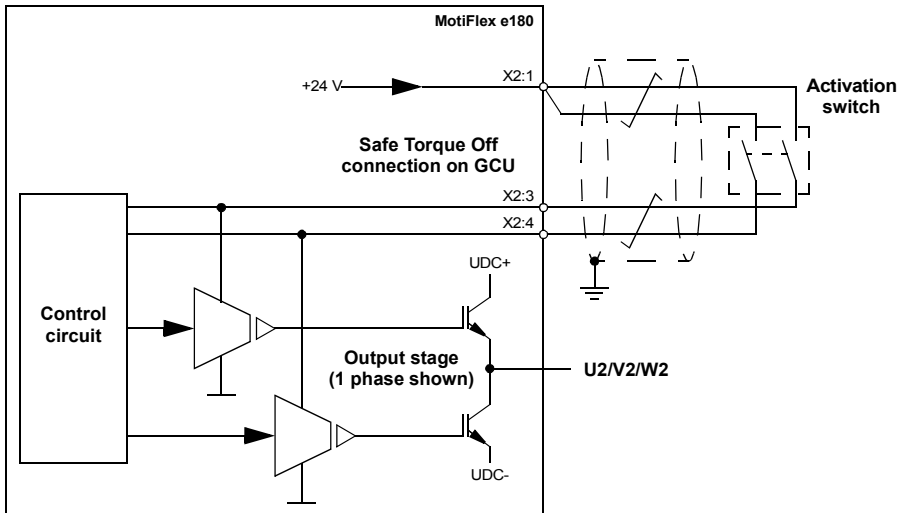 MotiFlex e180
X2:1
+24 V
Activation
switch
Safe Torque Off
connection on GCU
X2:3
X2:4
UDC+
Control
circuit
Output stage
(1 phase shown)
U2/V2/W2
UDC-